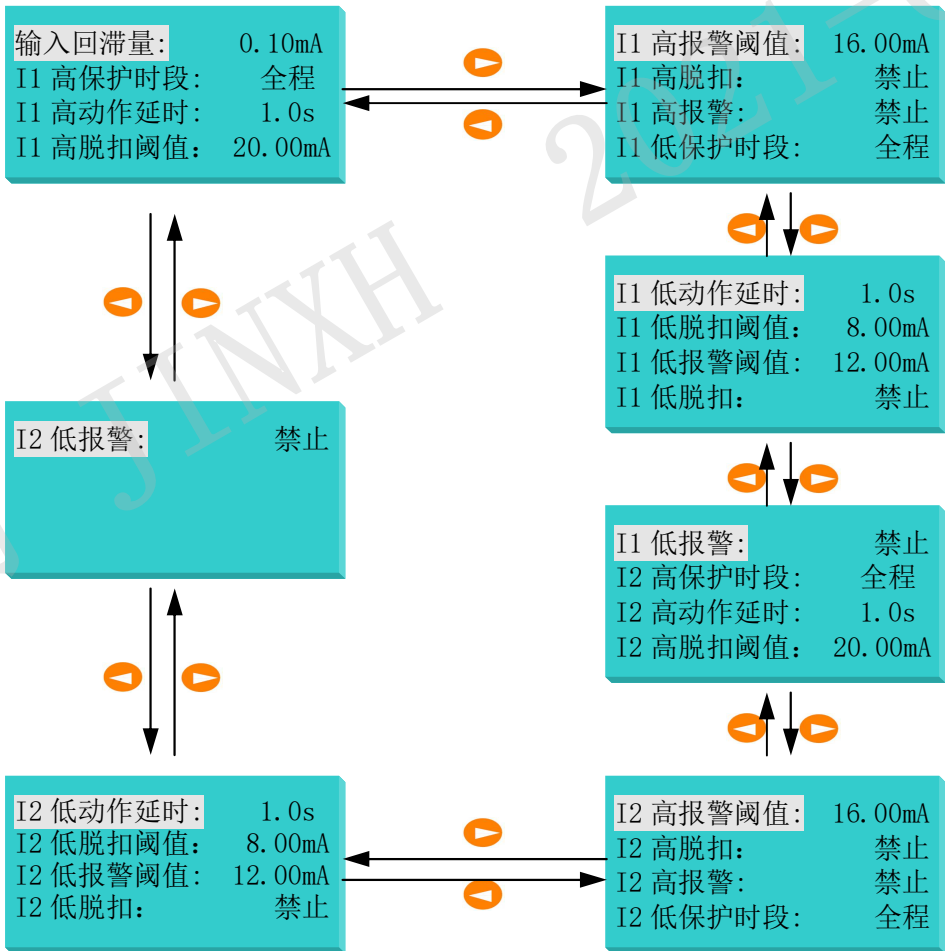 输入回滞量: 0.10mA
I1 高保护时段: 全程
I1 高动作延时: 1.0s
I1 高脱扣阈值： 20.00mA
I1 高报警阈值: 16.00mA
I1 高脱扣： 禁止
I1 高报警: 禁止
I1 低保护时段: 全程
I1 低动作延时: 1.0s
I1 低脱扣阈值： 8.00mA
I1 低报警阈值: 12.00mA
I1 低脱扣： 禁止
I2 低报警: 禁止
I1 低报警: 禁止
I2 高保护时段: 全程
I2 高动作延时: 1.0s
I2 高脱扣阈值： 20.00mA
I2 低动作延时: 1.0s
I2 低脱扣阈值： 8.00mA
I2 低报警阈值: 12.00mA
I2 低脱扣： 禁止
I2 高报警阈值: 16.00mA
I2 高脱扣： 禁止
I2 高报警: 禁止
I2 低保护时段: 全程
JINXH 2021-